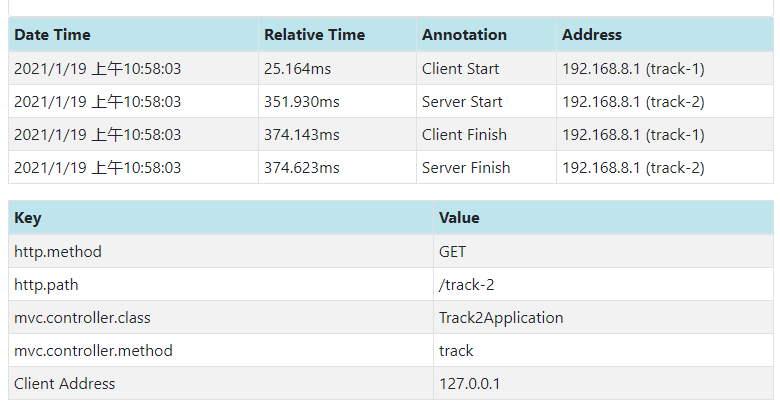 Date Time Relative Time Annotation Address
2021/1/19 上午10:58:03 25.164ms Client Start 192.168.8.1 (track-1)
2021/1/19 上午10:58:03 351.930ms Server Start 192.168.8.1 (track-2)
2021/1/19 上午10:58:03 374.143ms Client Finish 192.168.8.1 (track-1)
2021/1/19 上午10:58:03 374.623ms Server Finish 192.168.8.1 (track-2)
Key Value
http.method GET
http.path /track-2
mvc.controller.class Track2Application
mvc.controller.method track
Client Address 127.0.0.1